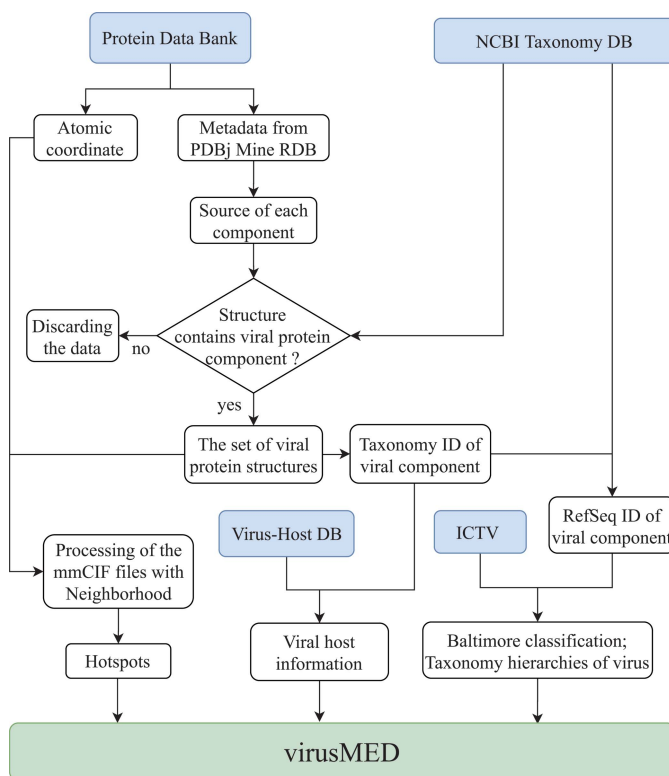 Protein Data Bank
NCBI Taxonomy DB
Atomic
coordinate
Metadata from
PDBj Mine RDB
Source of each
component
Structure
contains viral protein
component ?
Discarding
the data
no
yes
The set of viral
protein structures
Taxonomy ID of
viral component
Virus-Host DB
ICTV
RefSeq ID of
viral component
Processing of the
mmCIF files with
Neighborhood
Hotspots
Viral host
information
Baltimore classification;
Taxonomy hierarchies of virus
virusMED